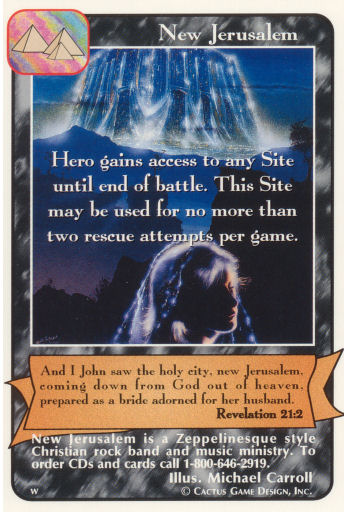 New Jerusalem
Hero gains access to any Site
until end of battle. This Site
may be used for no more than
two rescue attempts per game.
And I John saw the holy city, new Jerusalem,
coming down from God out of heaven,
prepared as a bride adorned for her husband.
Revelation 21:2
New Jerusalem is a Zeppelinesque style
Christian rock band and music ministry. To
order CDs and cards call 1-800-646-2919.
Illus. Michael Carroll
W © CACTUS GAME DESIGN, INC.